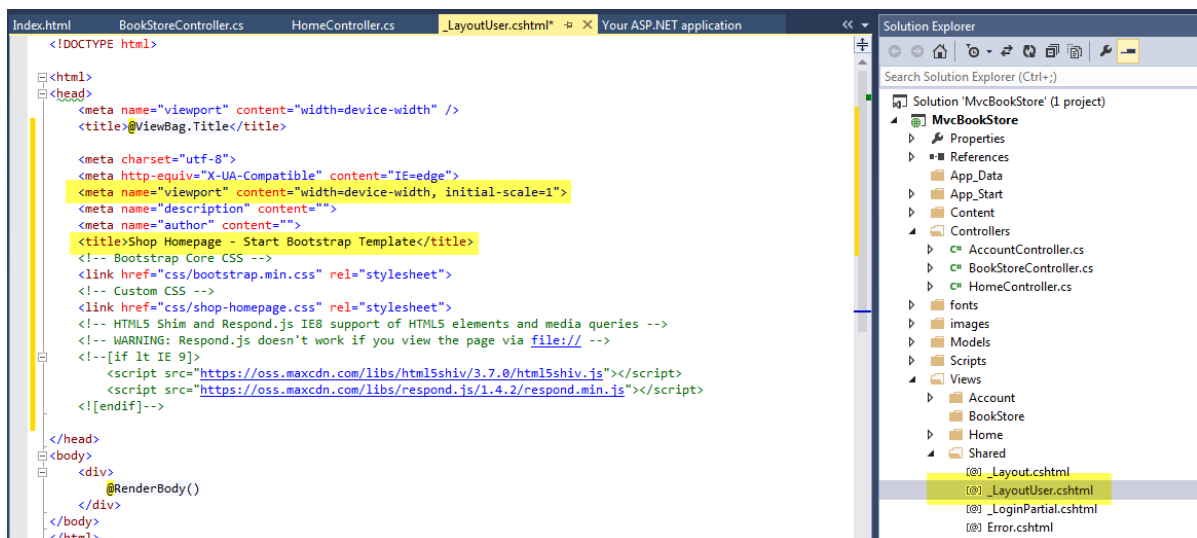 Index.html BookStoreController.cs HomeController.cs _LayoutUser.cshtml* Your ASP.NET application
<!DOCTYPE html>
<html>
<head>
<meta name="viewport" content="width=device-width" />
<title>@ViewBag.Title</title>
<meta charset="utf-8">
<meta http-equiv="X-UA-Compatible" content="IE=edge">
<meta name="viewport" content="width=device-width, initial-scale=1">
<meta name="description" content="">
<meta name="author" content="">
<title>Shop Homepage - Start Bootstrap Template</title>
<!-- Bootstrap Core CSS -->
<link href="css/bootstrap.min.css" rel="stylesheet">
<!-- Custom CSS -->
<link href="css/shop-homepage.css" rel="stylesheet">
<!-- HTML5 Shim and Respond.js IE8 support of HTML5 elements and media queries -->
<!-- WARNING: Respond.js doesn't work if you view the page via file:// -->
<!--[if lt IE 9]>
<script src="https://oss.maxcdn.com/libs/html5shiv/3.7.0/html5shiv.js"></script>
<script src="https://oss.maxcdn.com/libs/respond.js/1.4.2/respond.min.js"></script>
<![endif]-->
</head>
<body>
<div>
@RenderBody()
</div>
</body>
</html>
Solution Explorer
Search Solution Explorer (Ctrl+;)
Solution 'MvcBookStore' (1 project)
MvcBookStore
Properties
References
App_Data
App_Start
Content
Controllers
C# AccountController.cs
C# BookStoreController.cs
C# HomeController.cs
fonts
images
Models
Scripts
Views
Account
BookStore
Home
Shared
[@] _Layout.cshtml
[@] _LayoutUser.cshtml
[@] _LoginPartial.cshtml
[@] Error.cshtml